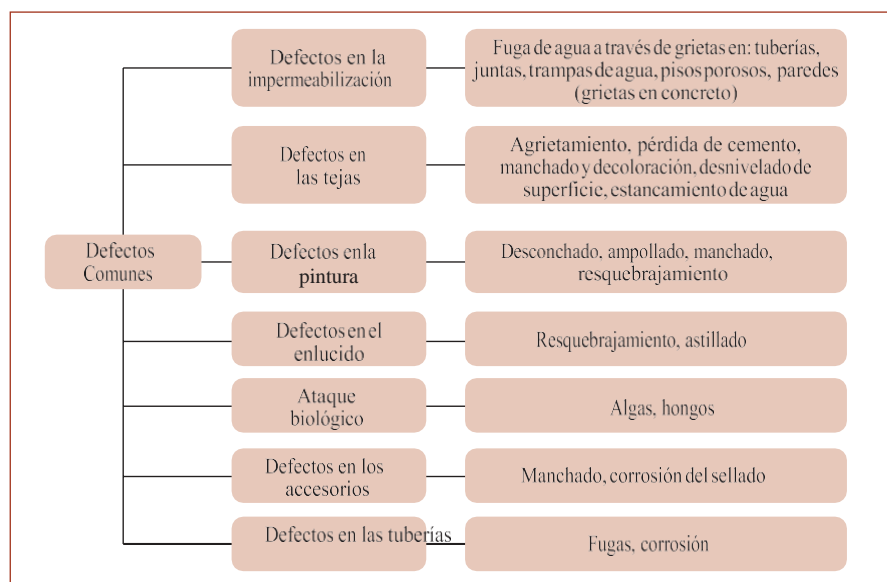 Defectos en la
impermeabilización
Fuga de agua a través de grietas en: tuberías,
juntas, trampas de agua, pisos porosos, paredes
(grietas en concreto)
Defectos en
las tejas
Agrietamiento, pérdida de cemento,
manchado y decoloración, desnivelado de
superficie, estancamiento de agua
Defectos
Comunes
Defectos enla
pintura
Desconchado, ampollado, manchado,
resquebrajamiento
Defectos en el
enlucido
Resquebrajamiento, astillado
Ataque
biológico
Algas, hongos
Defectos en los
accesorios
Manchado, corrosión del sellado
Defectos en las tuberías
Fugas, corrosión